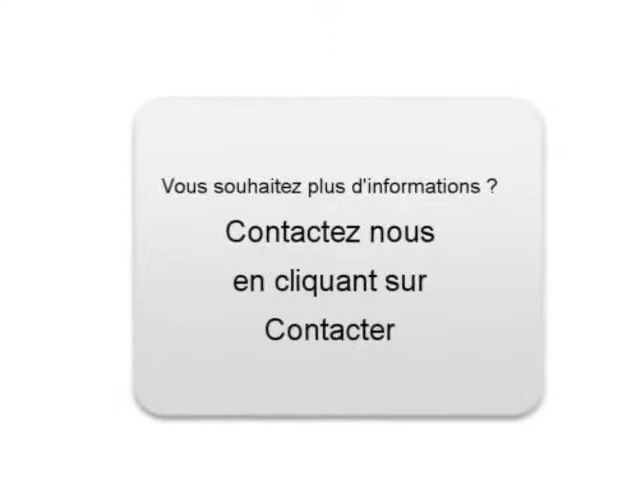 Vous souhaitez plus d'informations ?
Contactez nous
en cliquant sur
Contacter